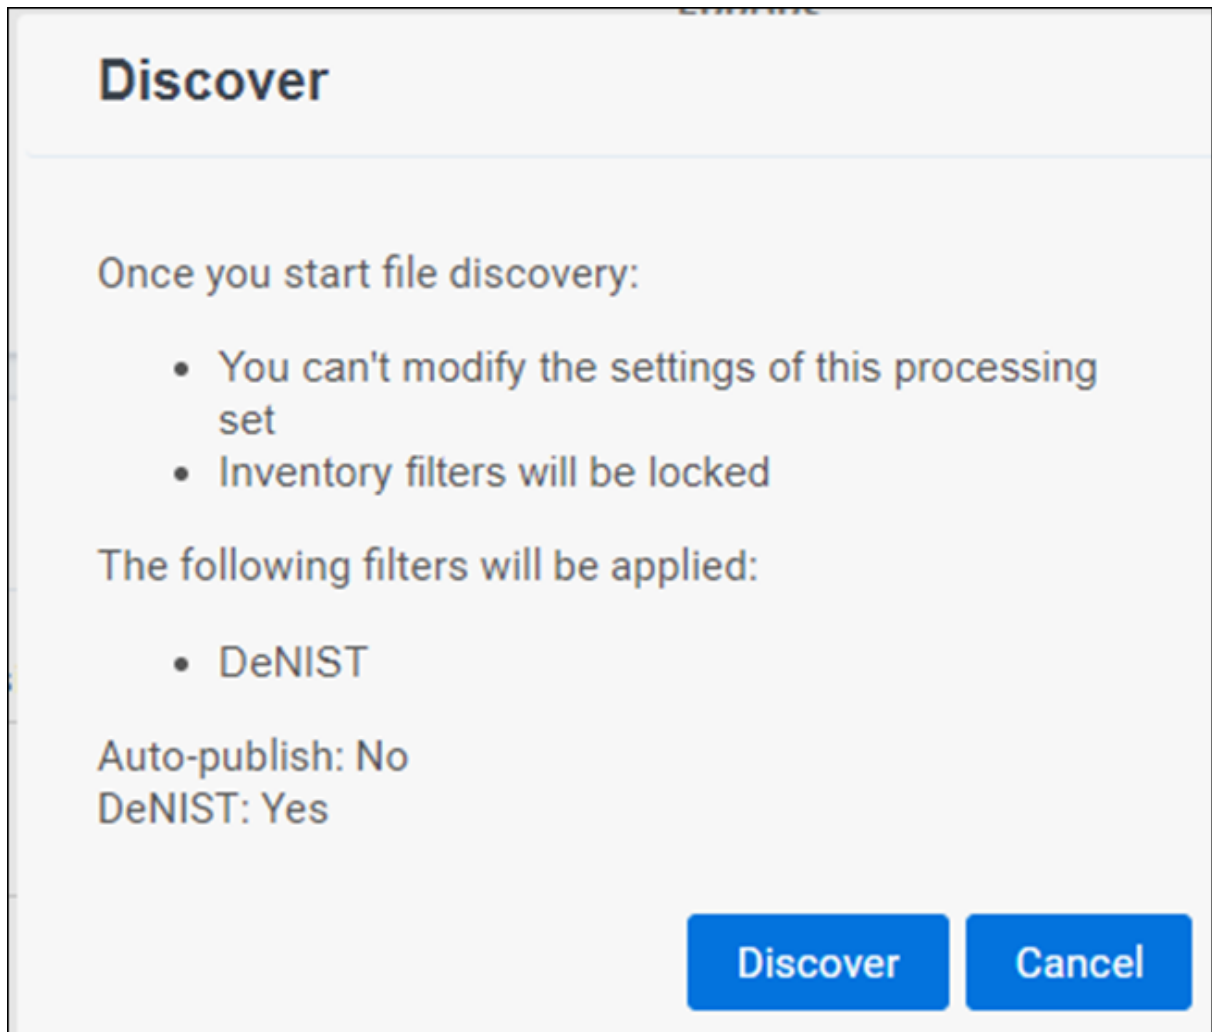 Discover
Once you start file discovery:
• You can't modify the settings of this processing
set
• Inventory filters will be locked
The following filters will be applied:
• DeNIST
Auto-publish: No
DeNIST: Yes
Discover
Cancel